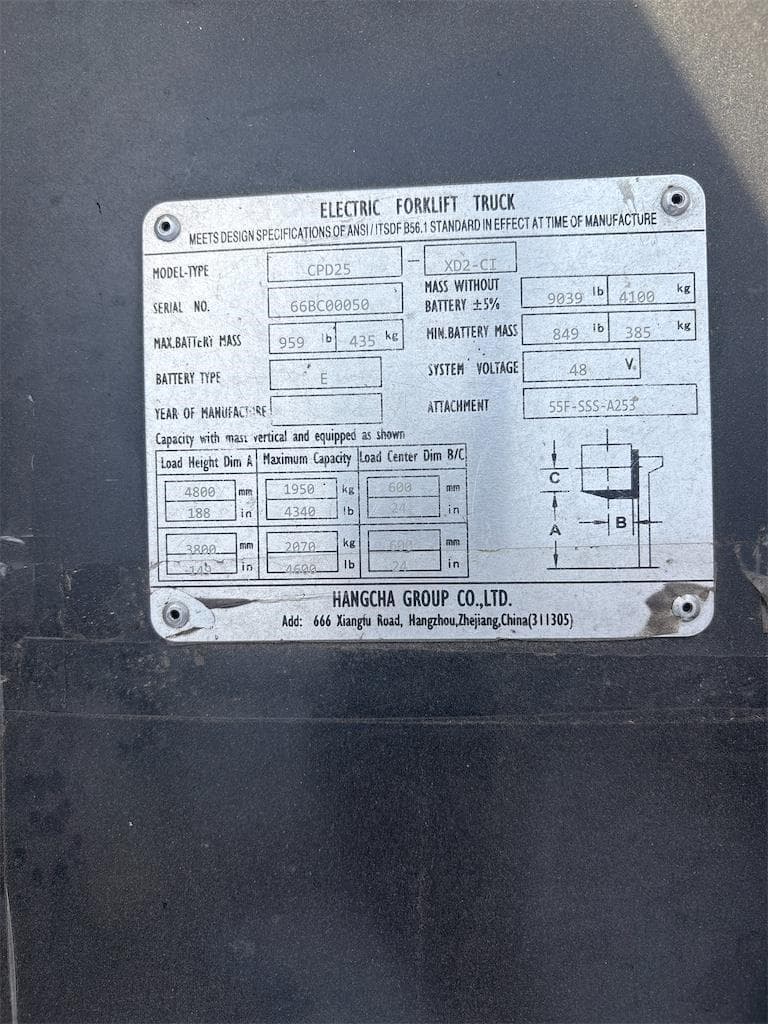 ELECTRIC FORKLIFT TRUCK
MEETS DESIGN SPECIFICATIONS OF ANSI / ITSDF B56.1 STANDARD IN EFFECT AT TIME OF MANUFACTURE
MODEL-TYPE CPD25 – XD2-CI
SERIAL NO. 66BC00050 MASS WITHOUT BATTERY ±5% 9039 lb 4100 kg
MAX.BATTERY MASS 959 lb 435 kg MIN.BATTERY MASS 849 lb 385 kg
BATTERY TYPE E SYSTEM VOLTAGE 48 V.
YEAR OF MANUFACTURE ATTACHMENT 55F-SSS-A253
Capacity with mast vertical and equipped as shown
Load Height Dim A Maximum Capacity Load Center Dim B/C
4800 mm 1950 kg 600 mm
188 in 4340 lb 24 in
3800 mm 2070 kg 600 mm
149 in 4600 lb 24 in
C
B
A
HANGCHA GROUP CO.,LTD.
Add: 666 Xiangfu Road, Hangzhou,Zhejiang,China(311305)